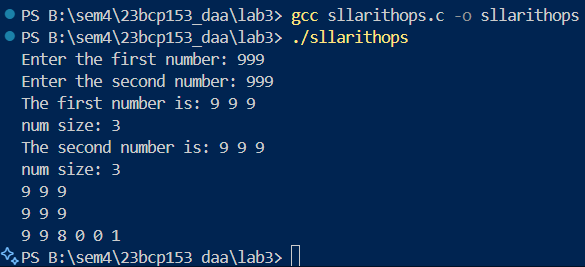 PS B:\sem4\23bcp153_daa\lab3> gcc sllarithops.c -o sllarithops
PS B:\sem4\23bcp153_daa\lab3> ./sllarithops
Enter the first number: 999
Enter the second number: 999
The first number is: 9 9 9
num size: 3
The second number is: 9 9 9
num size: 3
9 9 9
9 9 9
9 9 8 0 0 1
PS B:\sem4\23bcp153_daa\lab3>